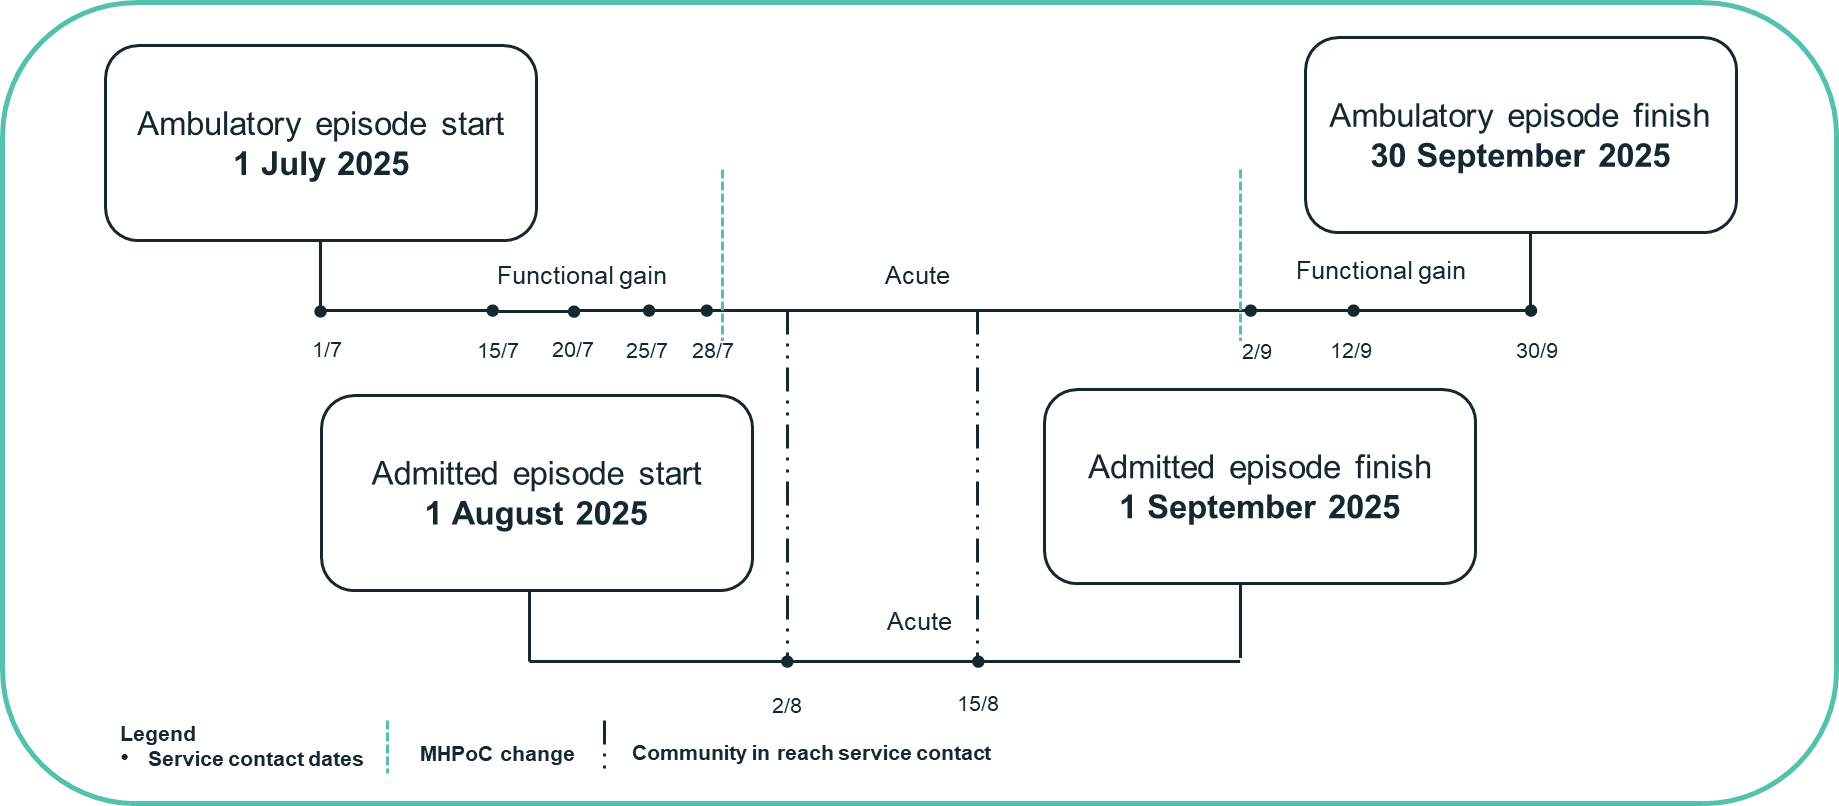 Ambulatory episode start
1 July 2025
Ambulatory episode finish
30 September 2025
Functional gain
Acute
Functional gain
1/7
15/7
20/7
25/7
28/7
2/9
12/9
30/9
Admitted episode start
1 August 2025
Admitted episode finish
1 September 2025
Acute
2/8
15/8
Legend
• Service contact dates
MHPoC change
Community in reach service contact